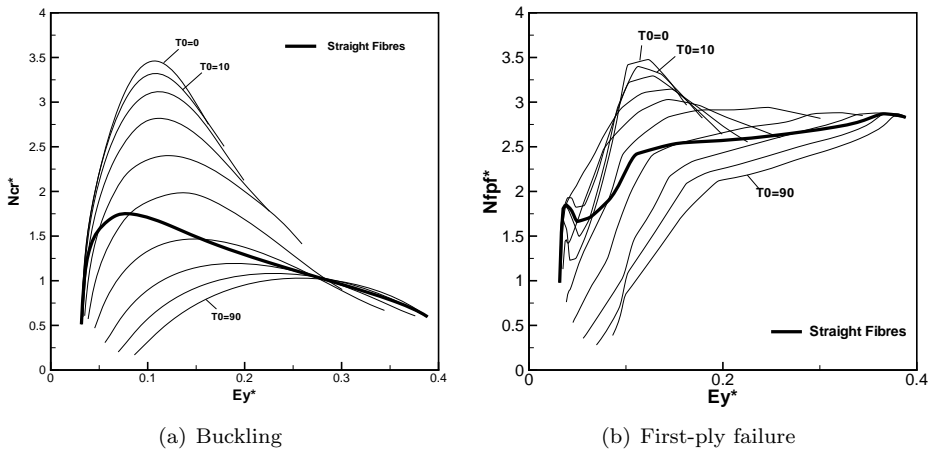 4
3.5
3
2.5
2
1.5
1
0.5
0
Ncr*
0.1
0.2
0.3
0.4
Ey*
T0=0
T0=10
Straight Fibres
T0=90
(a) Buckling
4
3.5
3
2.5
2
1.5
1
0.5
0
Nfpf*
0
0.2
0.4
Ey*
T0=0
T0=10
T0=90
Straight Fibres
(b) First-ply failure